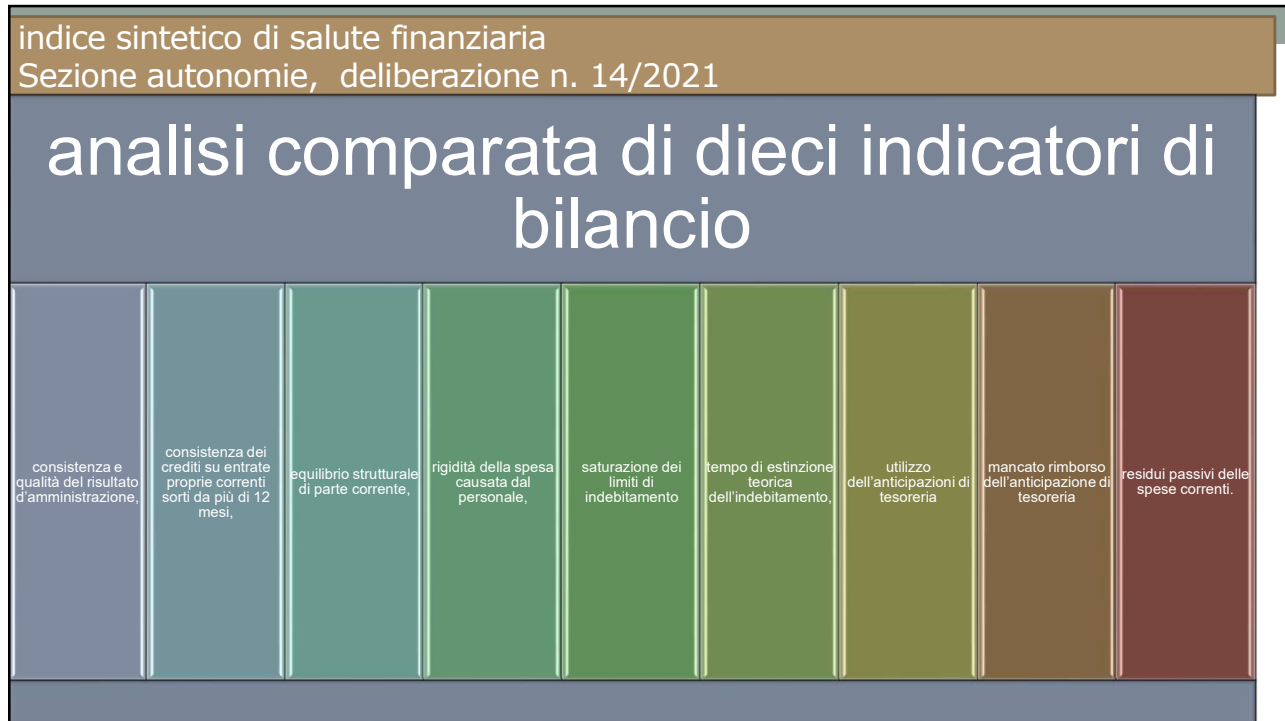 indice sintetico di salute finanziaria
Sezione autonomie,  deliberazione n. 14/2021
analisi comparata di dieci indicatori di
bilancio
consistenza e
qualità del risultato
d'amministrazione,
consistenza dei
crediti su entrate
proprie correnti
sorti da più di 12
mesi,
equilibrio strutturale
di parte corrente,
rigidità della spesa
causata dal
personale,
saturazione dei
limiti di
indebitamento
tempo di estinzione
teorica
dell'indebitamento,
utilizzo
dell'anticipazioni di
tesoreria
mancato rimborso
dell'anticipazione di
tesoreria
residui passivi delle
spese correnti.